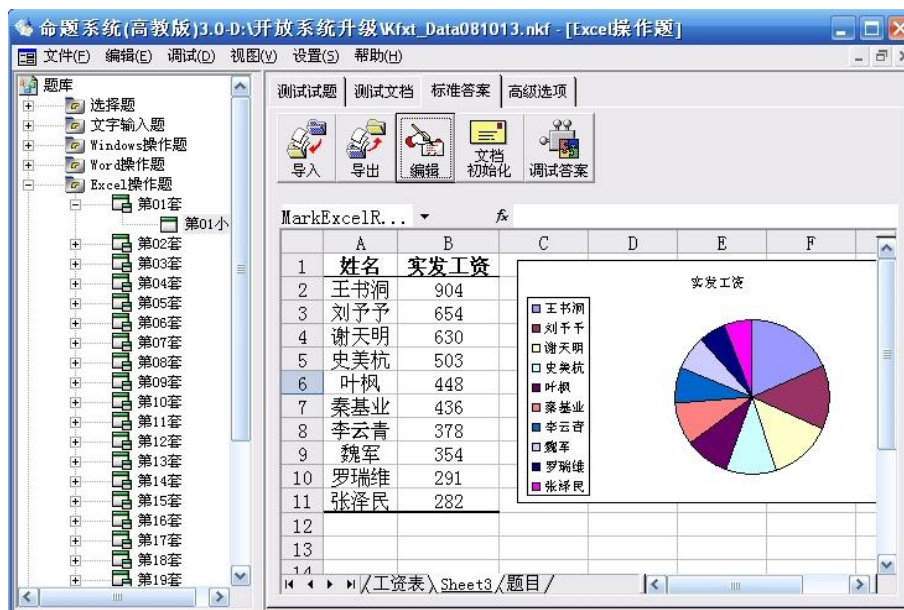 命题系统(高教版)3.0-D:\开放系统升级\Kfxt_Data081013.nkf - [Excel操作题]
文件(F) 编辑(E) 调试(D) 视图(V) 设置(S) 帮助(H)
题库
选择题
文字输入题
Windows操作题
Word操作题
Excel操作题
第01套
第01小
第02套
第03套
第04套
第05套
第06套
第07套
第08套
第09套
第10套
第11套
第12套
第13套
第14套
第15套
第16套
第17套
第18套
第19套
测试试题 测试文档 标准答案 高级选项
导入 导出 编辑 文档初始化 调试答案
MarkExcelR... fx
A B C D E F
1 姓名 实发工资
2 王书洞 904
3 刘予予 654
4 谢天明 630
5 史美杭 503
6 叶枫 448
7 秦基业 436
8 李云青 378
9 魏军 354
10 罗瑞维 291
11 张泽民 282
12
13
14
实发工资
王书洞
刘予予
谢天明
史美杭
叶枫
秦基业
李云青
魏军
罗瑞维
张泽民
工资表 Sheet3 题目